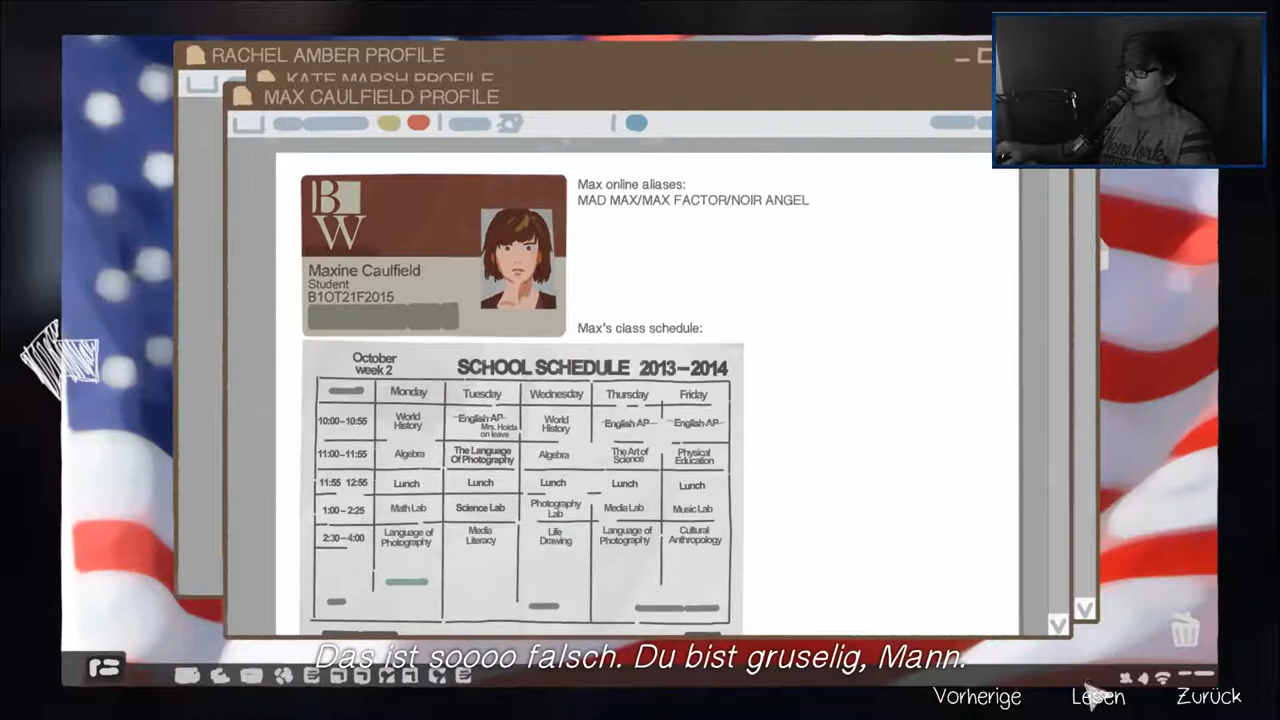 RACHEL AMBER PROFILE
KATE MARSH PROFILE
MAX CAULFIELD PROFILE
Max online aliases:
MAD MAX/MAX FACTOR/NOIR ANGEL
BW
Maxine Caulfield
Student
B1OT21F2015
Max's class schedule:
October
week 2
SCHOOL SCHEDULE 2013-2014
Monday Tuesday Wednesday Thursday Friday
10:00-10:55 World History English AP Mrs. Hoida on leave World History English AP English AP
11:00-11:55 Algebra The Language Of Photography Algebra The Art of Science Physical Education
11:55 12:55 Lunch Lunch Lunch Lunch Lunch
1:00-2:25 Math Lab Science Lab Photography Lab Media Lab Music Lab
2:30-4:00 Language of Photography Media Literacy Life Drawing Language of Photography Cultural Anthropology
New York
Das ist soooo falsch. Du bist gruselig, Mann.
Vorherige Lesen Zurück